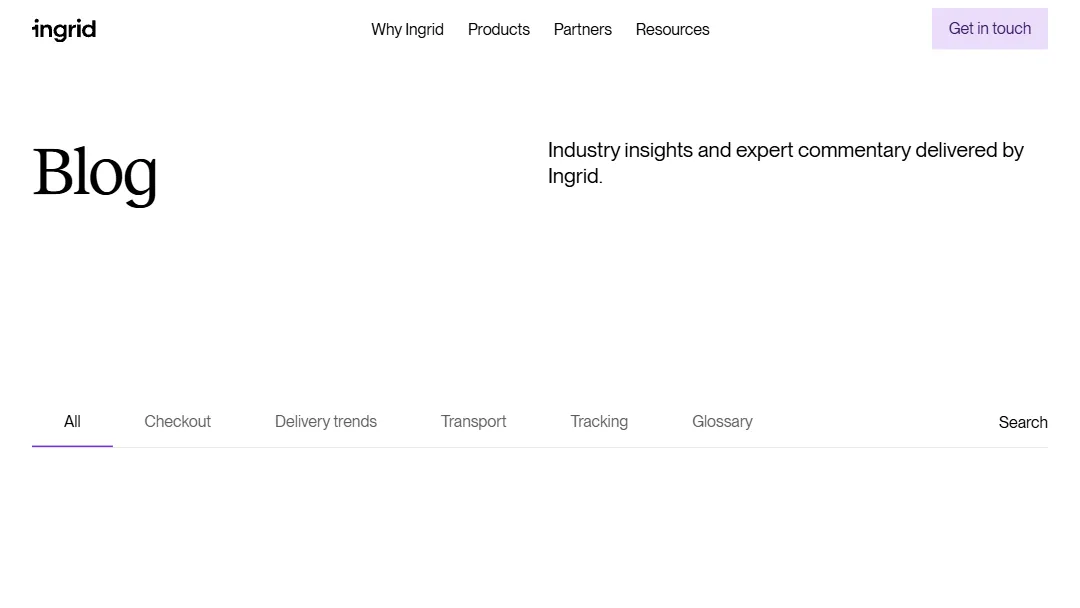 ingrid
Why Ingrid
Products
Partners
Resources
Get in touch
Blog
Industry insights and expert commentary delivered by
Ingrid.
All
Checkout
Delivery trends
Transport
Tracking
Glossary
Search